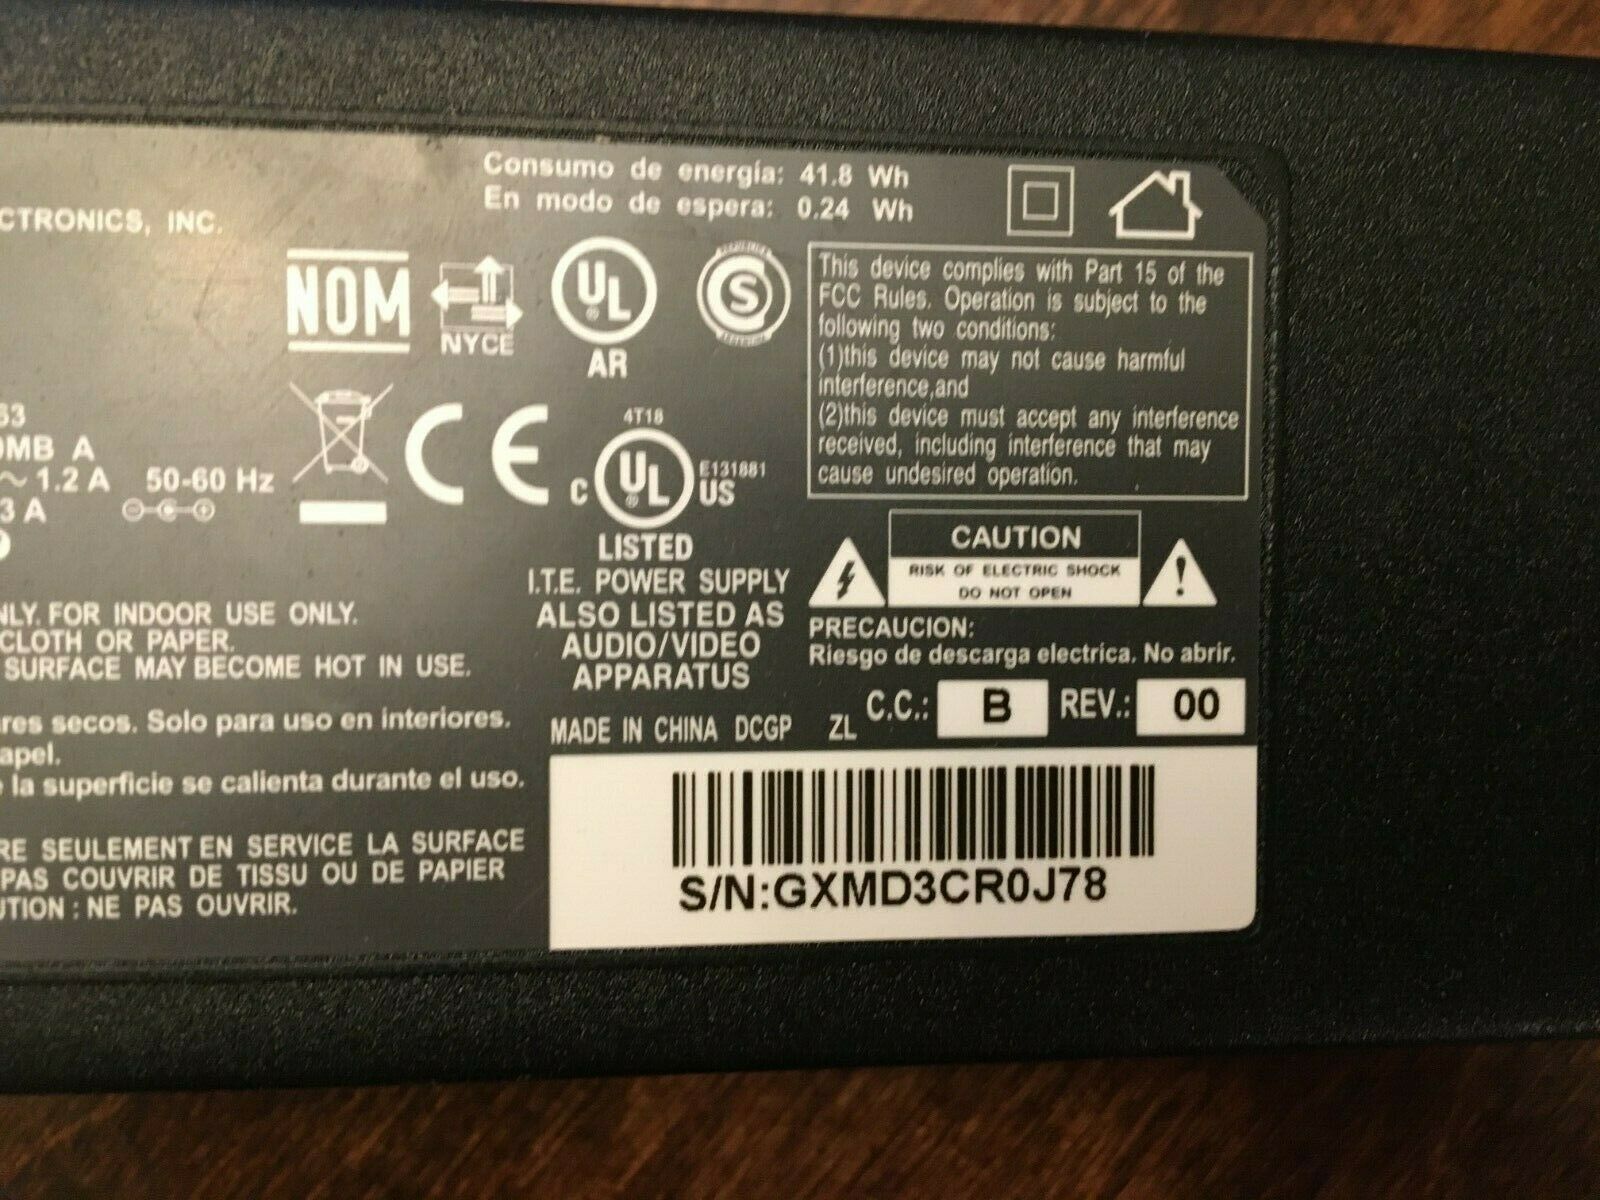 Consumo de energía: 41.8 Wh
En modo de espera: 0.24 Wh
CTRONICS, INC.
NOM
NYCE
UL
AR
REPUBLICA
S
ARGENTINA
This device complies with Part 15 of the
FCC Rules. Operation is subject to the
following two conditions:
(1)this device may not cause harmful
interference,and
(2)this device must accept any interference
received, including interference that may
cause undesired operation.
63
MB A
~ 1.2 A 50-60 Hz
3 A
CE
4T18
C UL US
E131881
LISTED
I.T.E. POWER SUPPLY
ALSO LISTED AS
AUDIO/VIDEO
APPARATUS
CAUTION
RISK OF ELECTRIC SHOCK
DO NOT OPEN
PRECAUCION:
Riesgo de descarga electrica. No abrir.
NLY. FOR INDOOR USE ONLY.
CLOTH OR PAPER.
SURFACE MAY BECOME HOT IN USE.
res secos. Solo para uso en interiores.
apel.
la superficie se calienta durante el uso.
RE SEULEMENT EN SERVICE LA SURFACE
PAS COUVRIR DE TISSU OU DE PAPIER
UTION : NE PAS OUVRIR.
MADE IN CHINA DCGP ZL
C.C.: B REV.: 00
S/N:GXMD3CR0J78